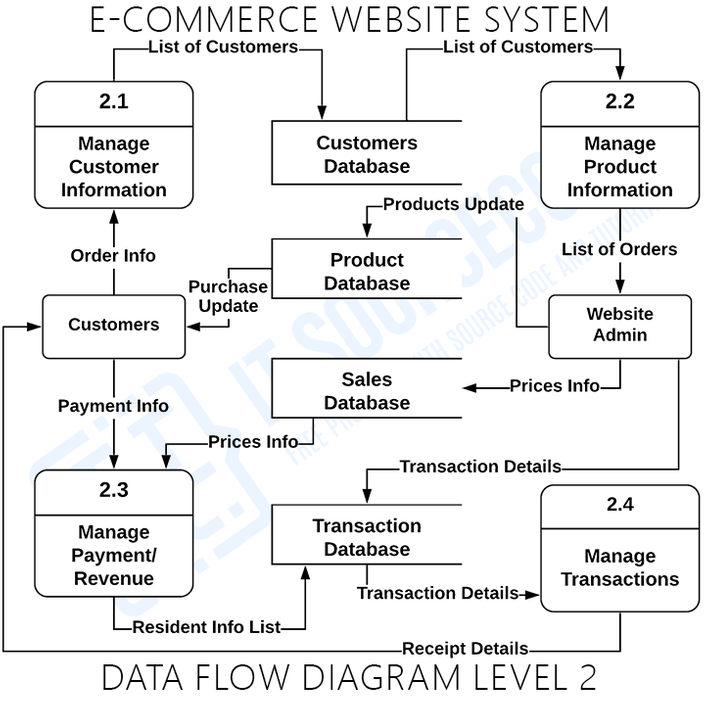 E-COMMERCE WEBSITE SYSTEM
List of Customers
List of Customers
2.1
Manage
Customer
Information
Customers
Database
2.2
Manage
Product
Information
Products Update
Order Info
Product
Database
List of Orders
Purchase
Update
Customers
Website
Admin
Sales
Database
Prices Info
Payment Info
Prices Info
Transaction Details
2.3
Manage
Payment/
Revenue
Transaction
Database
2.4
Manage
Transactions
Transaction Details
Resident Info List
Receipt Details
DATA FLOW DIAGRAM LEVEL 2
IT SOURCECO